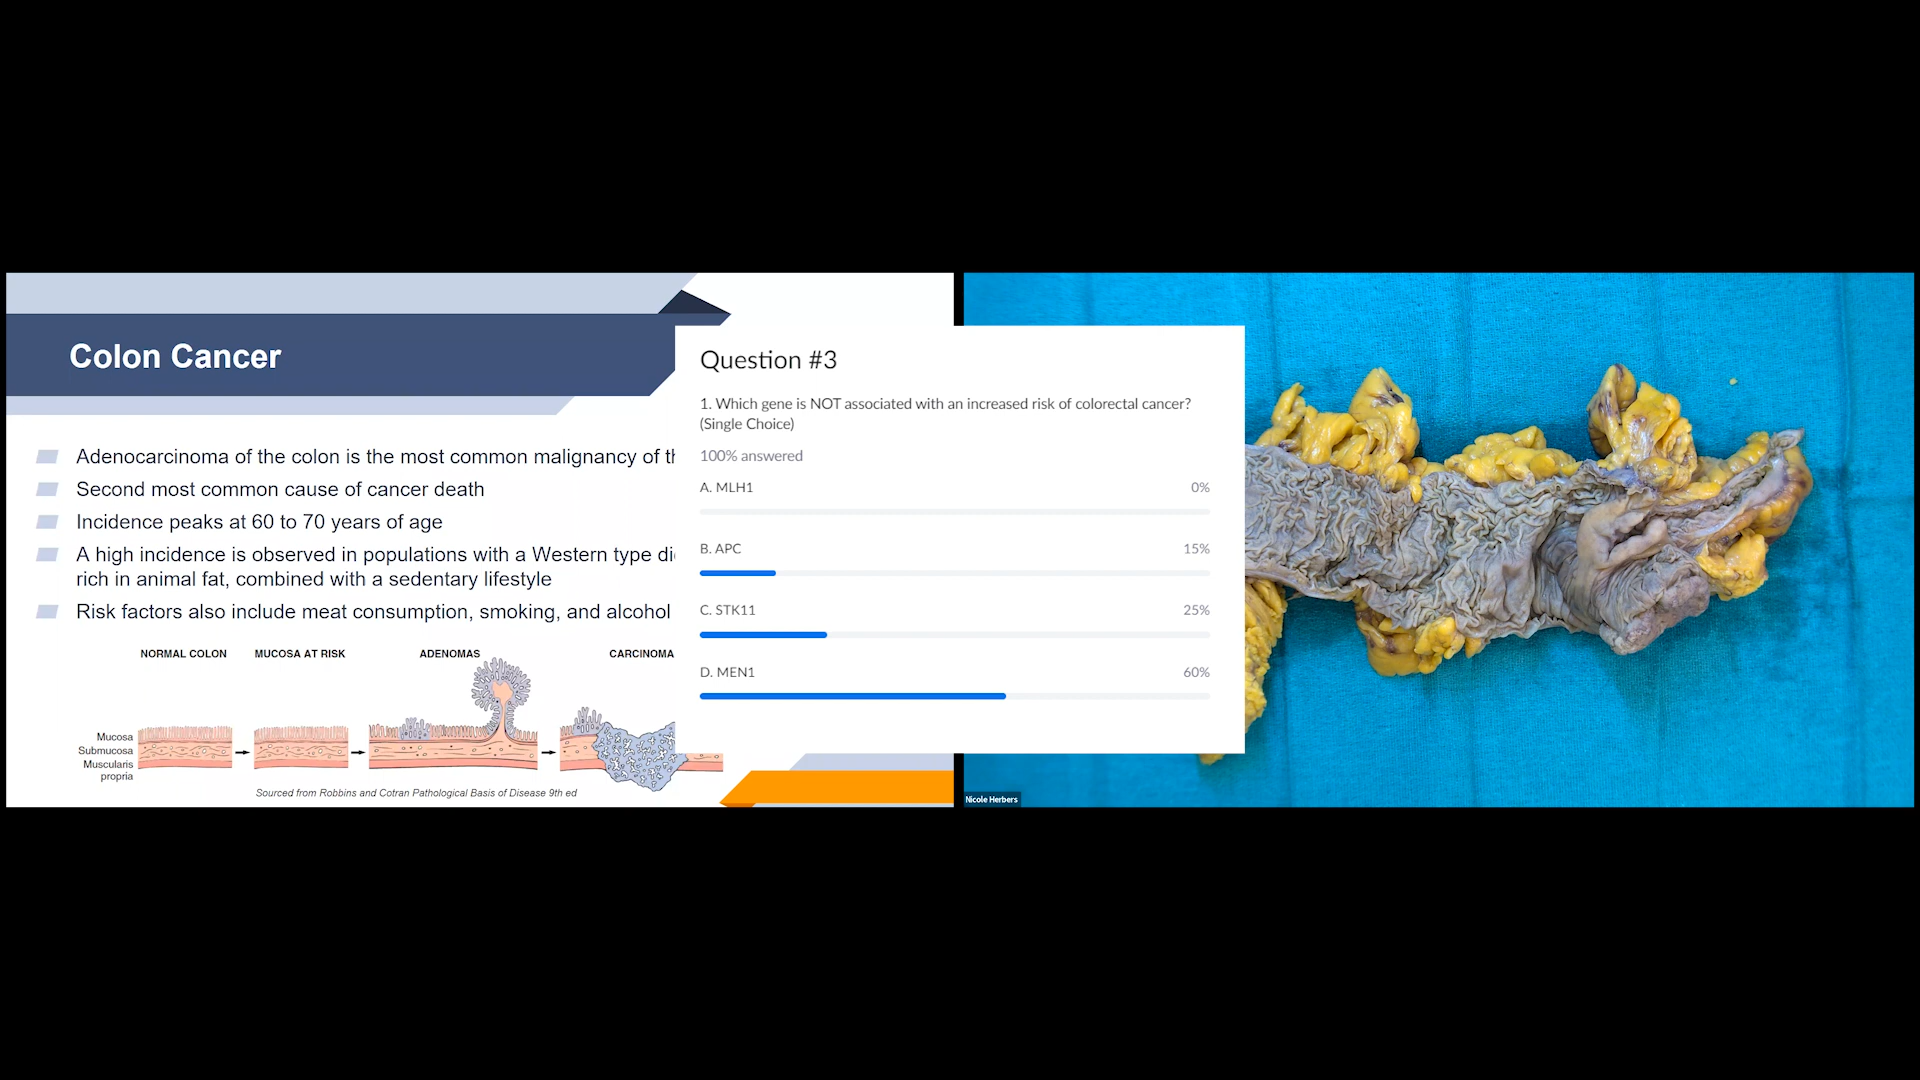 Colon Cancer
Adenocarcinoma of the colon is the most common malignancy of
Second most common cause of cancer death
Incidence peaks at 60 to 70 years of age
A high incidence is observed in populations with a Western type
rich in animal fat, combined with a sedentary lifestyle
Risk factors also include meat consumption, smoking, and alcohol
NORMAL COLON
MUCOSA AT RISK
ADENOMAS
CARCINOMA
Mucosa
Submucosa
Muscularis
propria
Sourced from Robbins and Cotran Pathological Basis of Disease 9th ed
Question #3
1. Which gene is NOT associated with an increased risk of colorectal cancer?
(Single Choice)
100% answered
A. MLH1 0%
B. APC 15%
C. STK11 25%
D. MEN1 60%
Nicole Herbers